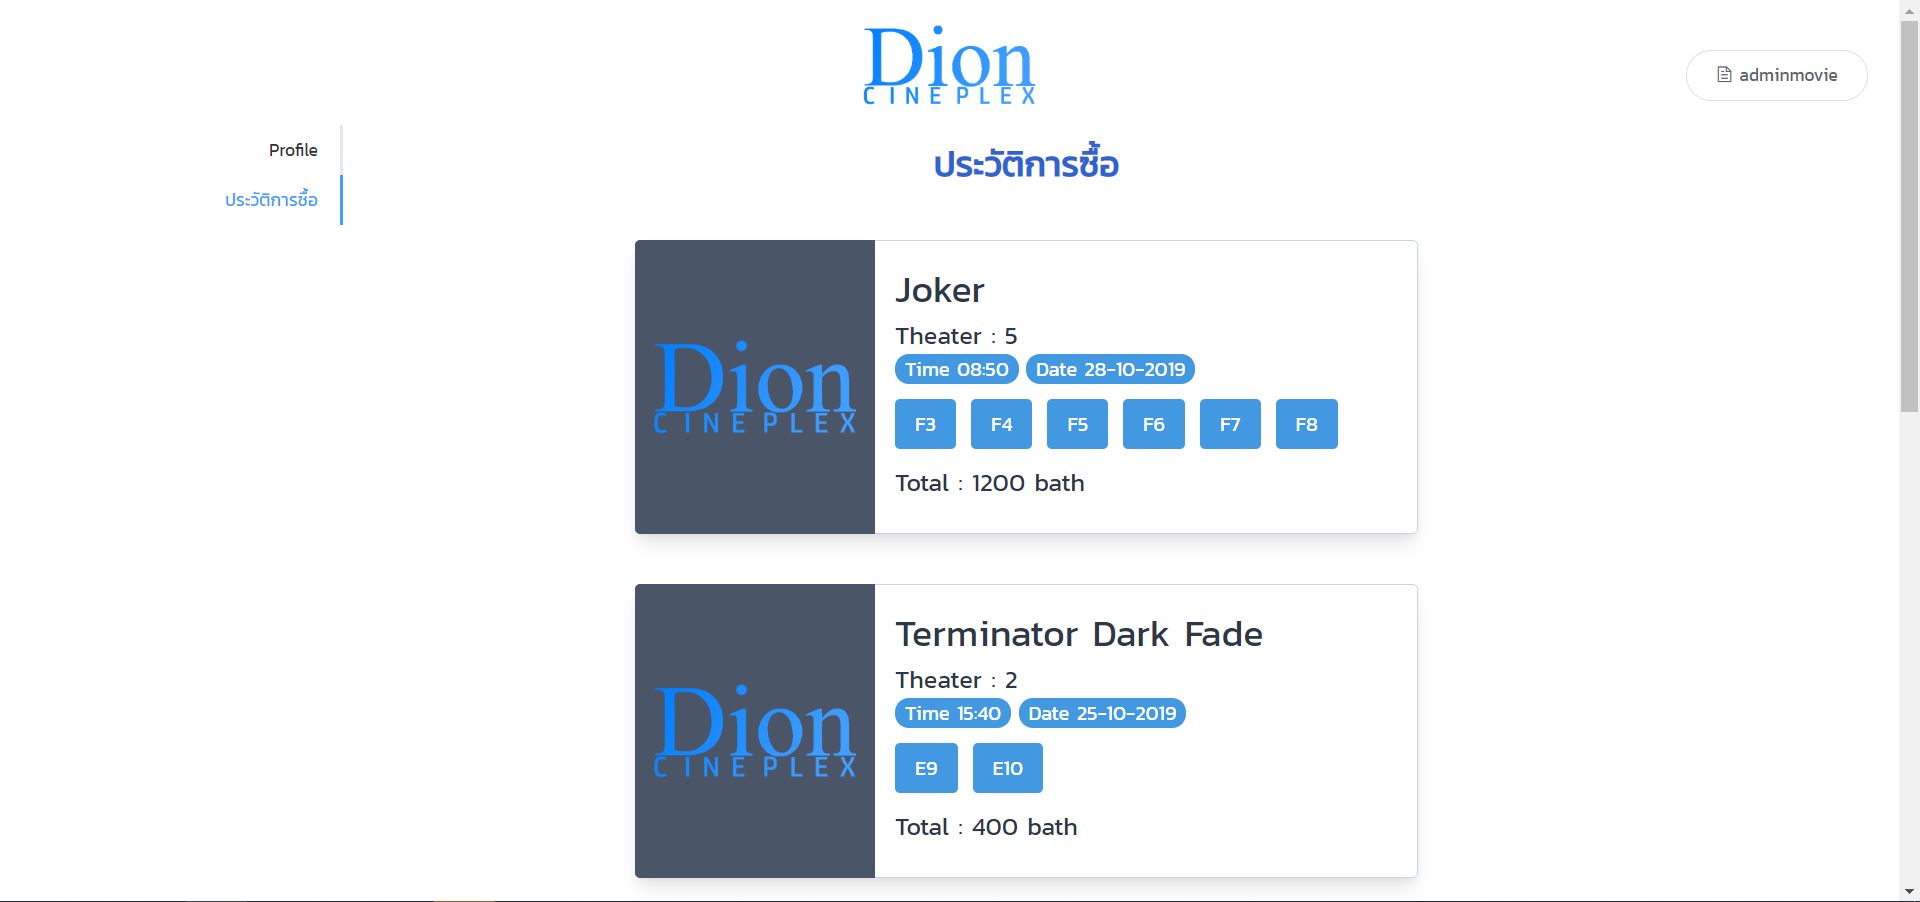 Dion
CINEPLEX
adminmovie
Profile
ประวัติการซื้อ
ประวัติการซื้อ
Dion
CINEPLEX
Joker
Theater : 5
Time 08:50 Date 28-10-2019
F3 F4 F5 F6 F7 F8
Total : 1200 bath
Dion
CINEPLEX
Terminator Dark Fade
Theater : 2
Time 15:40 Date 25-10-2019
E9 E10
Total : 400 bath